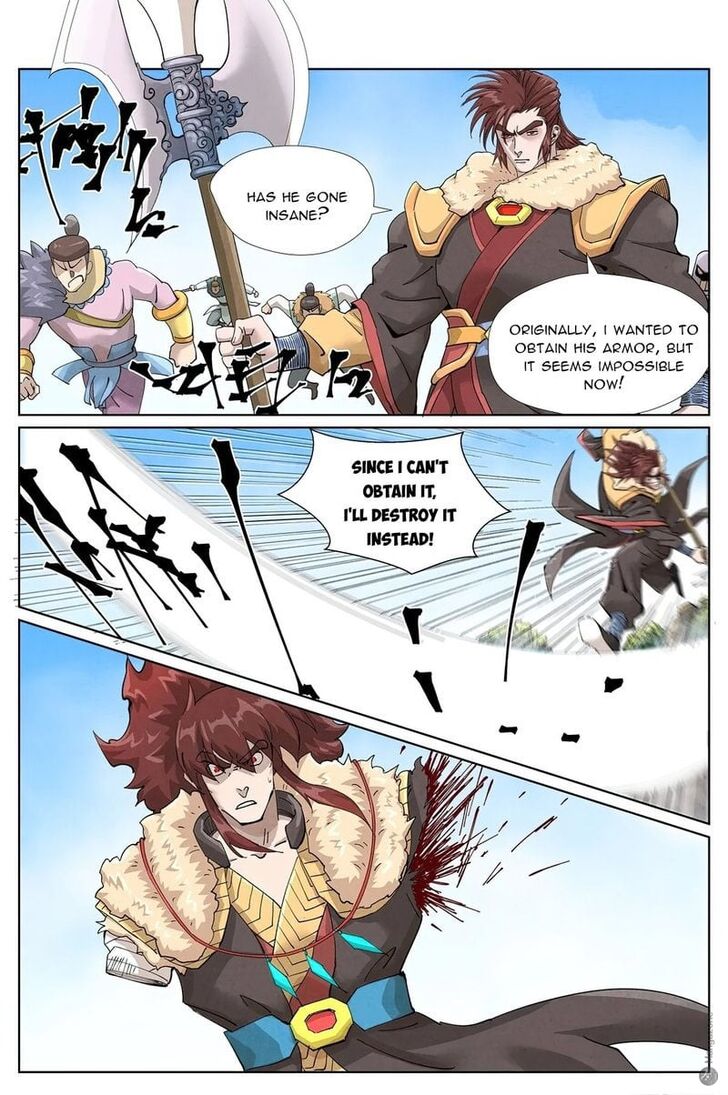 HAS HE GONE
INSANE?
ORIGINALLY, I WANTED TO
OBTAIN HIS ARMOR, BUT
IT SEEMS IMPOSSIBLE
NOW!
SINCE I CAN'T
OBTAIN IT,
I'LL DESTROY IT
INSTEAD!